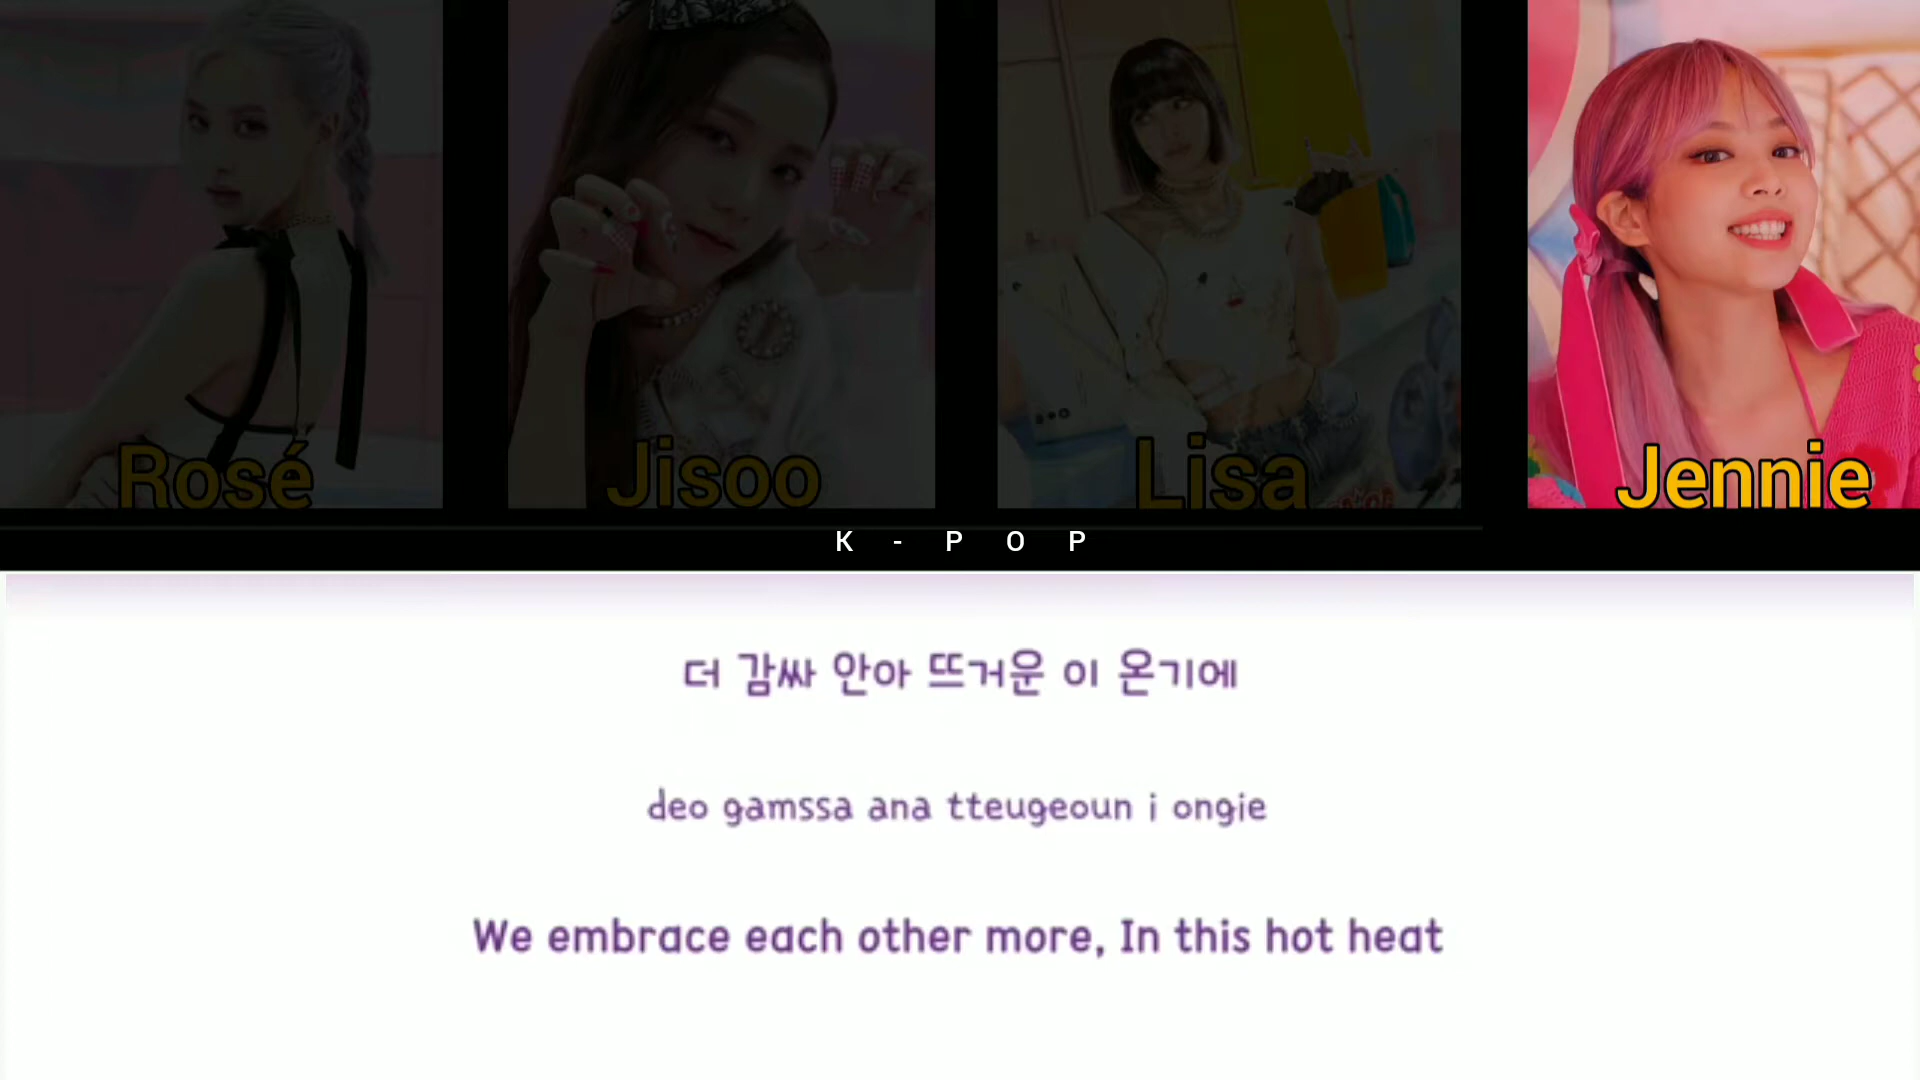 Rosé
Jisoo
Lisa
Jennie
K - P O P
더 감싸 안아 뜨거운 이 온기에
deo gamssa ana tteugeoun i ongie
We embrace each other more, In this hot heat